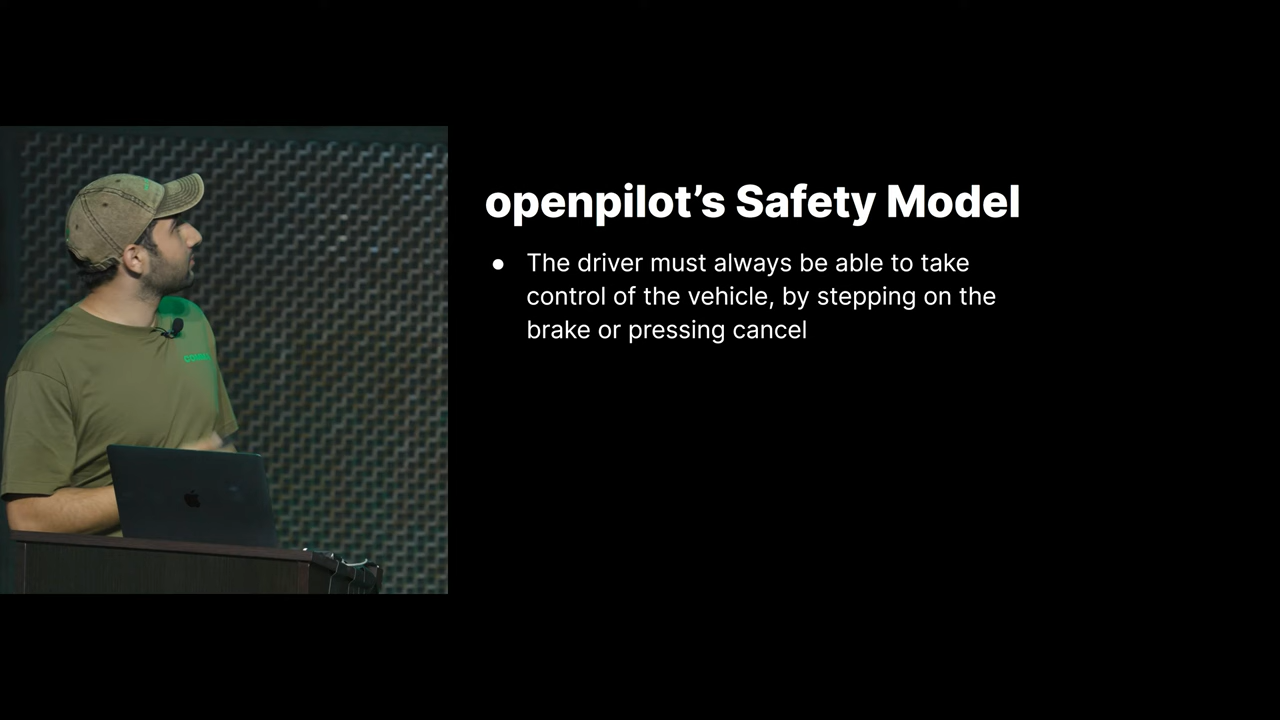 openpilot’s Safety Model
● The driver must always be able to take
control of the vehicle, by stepping on the
brake or pressing cancel